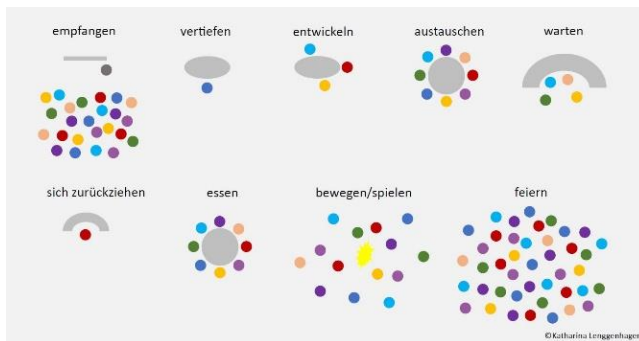 empfangen
vertiefen
entwickeln
austauschen
warten
sich zurückziehen
essen
bewegen/spielen
feiern
©Katharina Lenggenhager